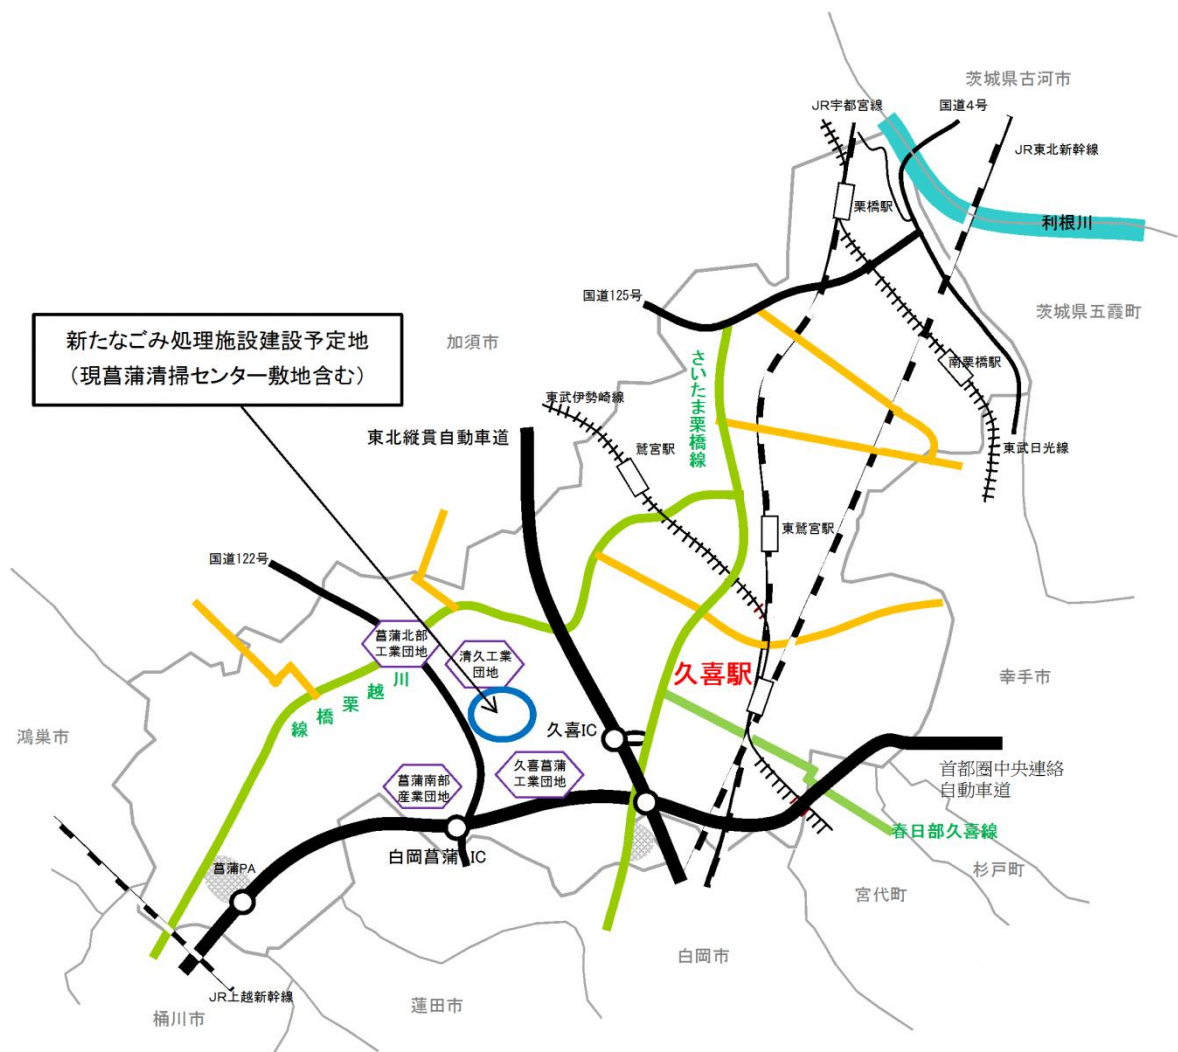 茨城県古河市
JR宇都宮線
国道4号
JR東北新幹線
栗橋駅
利根川
国道125号
茨城県五霞町
新たなごみ処理施設建設予定地
（現菖蒲清掃センター敷地含む）
加須市
さいたま栗橋線
南栗橋駅
東武伊勢崎線
東北縦貫自動車道
鷲宮駅
東武日光線
東鷲宮駅
国道122号
菖蒲北部
工業団地
清久工業
団地
久喜駅
幸手市
川越栗橋線
鴻巣市
久喜IC
久喜菖蒲
工業団地
菖蒲南部
産業団地
首都圏中央連絡
自動車道
春日部久喜線
白岡菖蒲 IC
菖蒲PA
杉戸町
宮代町
白岡市
JR上越新幹線
蓮田市
桶川市